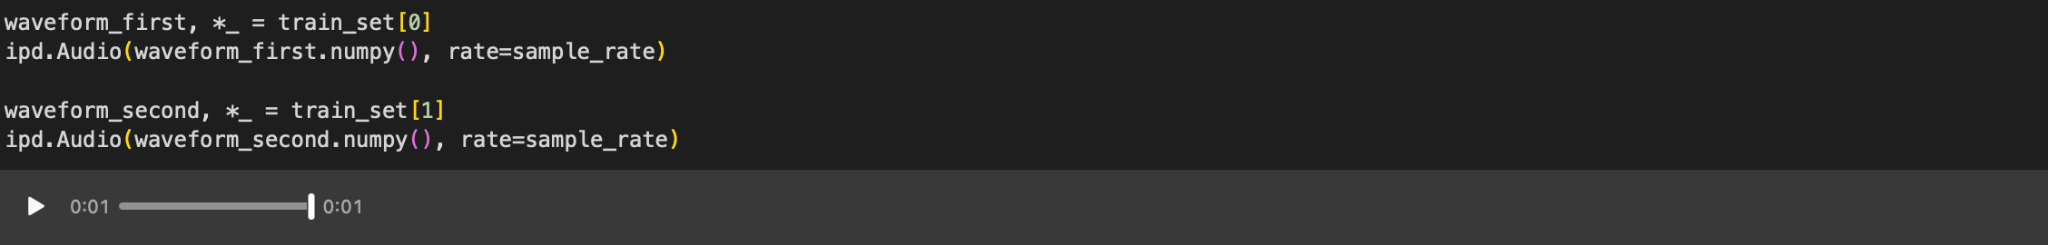 waveform_first, *_ = train_set[0]
ipd.Audio(waveform_first.numpy(), rate=sample_rate)
waveform_second, *_ = train_set[1]
ipd.Audio(waveform_second.numpy(), rate=sample_rate)
0:01 0:01